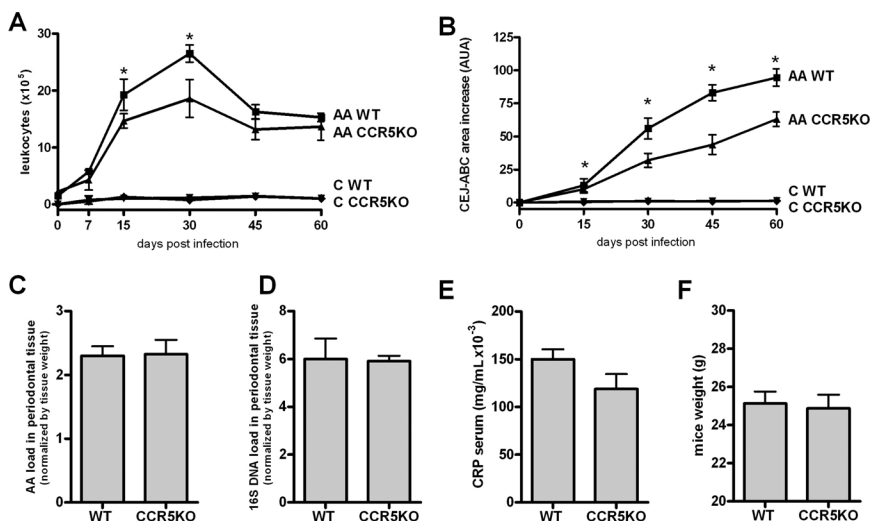 A
leukocytes (x10⁵)
30
20
10
0
*
*
AA WT
AA CCR5KO
C WT
C CCR5KO
0 7 15 30 45 60
days post infection
B
CEJ-ABC area increase (AUA)
125
100
75
50
25
0
*
*
*
*
AA WT
AA CCR5KO
C WT
C CCR5KO
0 15 30 45 60
days post infection
C
AA load in periodontal tissue
(normalized by tissue weight)
3
2
1
0
WT CCR5KO
D
16S DNA load in periodontal tissue
(normalized by tissue weight)
8
6
4
2
0
WT CCR5KO
E
CRP serum (mg/mL x10⁻³)
200
150
100
50
0
WT CCR5KO
F
mice weight (g)
30
28
26
24
22
20
WT CCR5KO